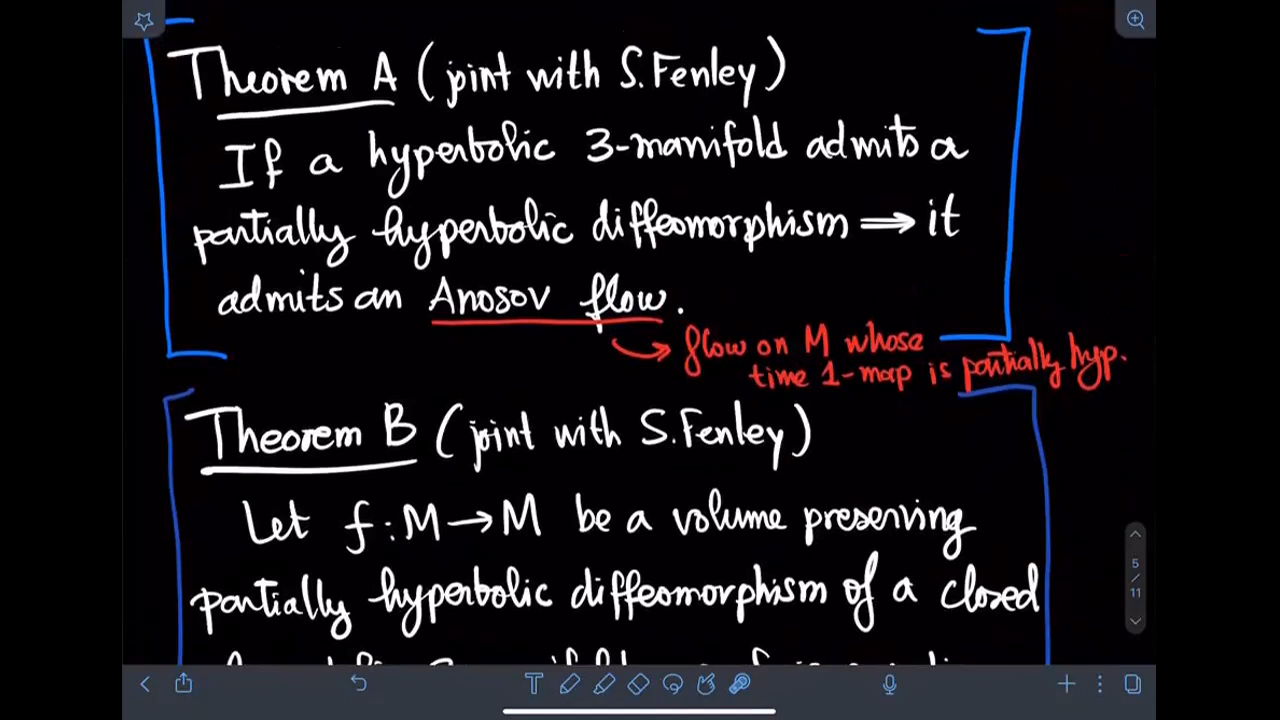 Theorem A (joint with S. Fenley)
If a hyperbolic 3-manifold admits a
partially hyperbolic diffeomorphism ⟹ it
admits an Anosov flow.
flow on M whose
time 1-map is partially hyp.
Theorem B (joint with S. Fenley)
Let f: M → M be a volume preserving
partially hyperbolic diffeomorphism of a closed
5
/
11
T